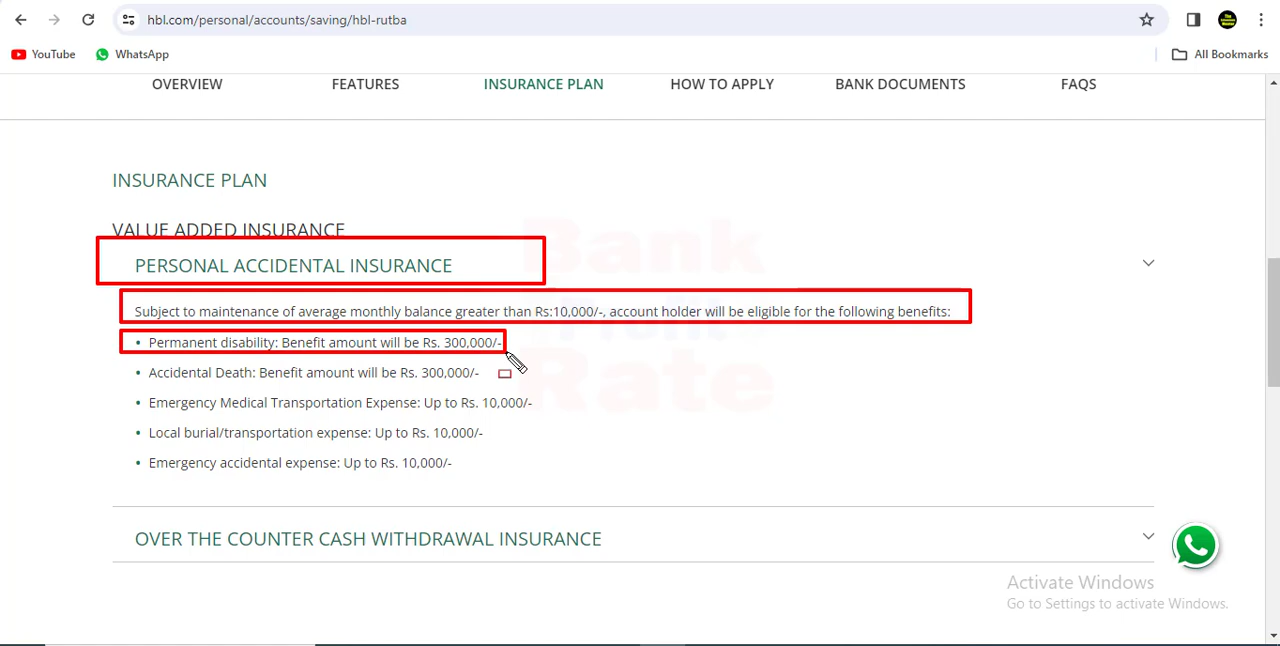 hbl.com/personal/accounts/saving/hbl-rutba
YouTube
WhatsApp
All Bookmarks
OVERVIEW
FEATURES
INSURANCE PLAN
HOW TO APPLY
BANK DOCUMENTS
FAQS
INSURANCE PLAN
VALUE ADDED INSURANCE
PERSONAL ACCIDENTAL INSURANCE
Subject to maintenance of average monthly balance greater than Rs:10,000/-, account holder will be eligible for the following benefits:
• Permanent disability: Benefit amount will be Rs. 300,000/-
• Accidental Death: Benefit amount will be Rs. 300,000/-
• Emergency Medical Transportation Expense: Up to Rs. 10,000/-
• Local burial/transportation expense: Up to Rs. 10,000/-
• Emergency accidental expense: Up to Rs. 10,000/-
OVER THE COUNTER CASH WITHDRAWAL INSURANCE
Bank
Profit
Rate
Activate Windows
Go to Settings to activate Windows.